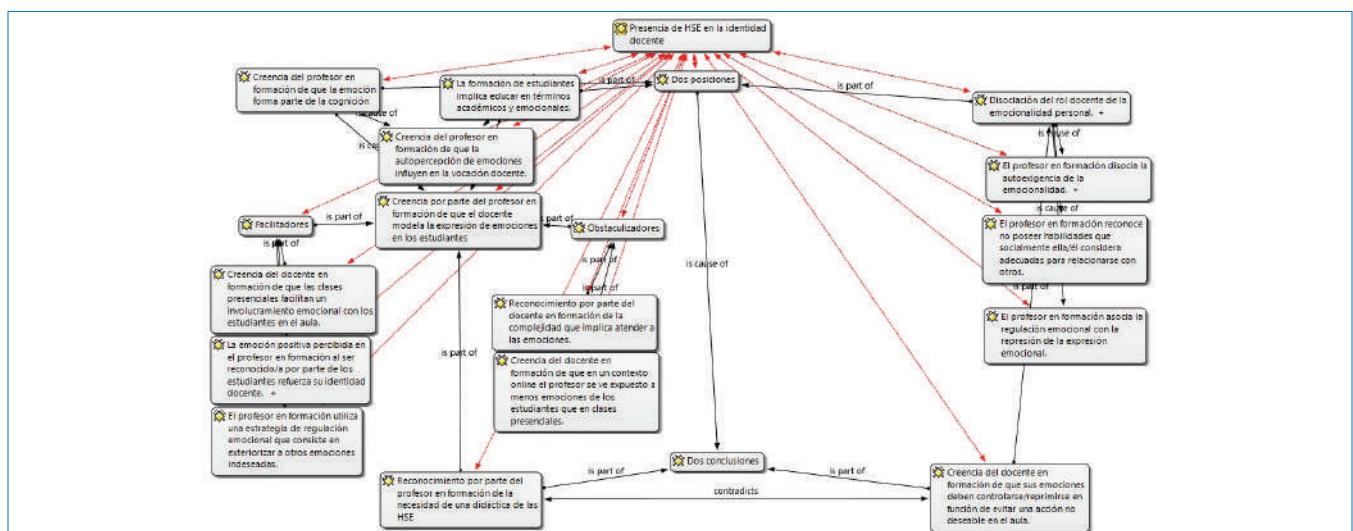 Presencia de HSE en la identidad
docente
Creencia del profesor en
formación de que la emoción
forma parte de la cognición
La formación de estudiantes
implica educar en términos
académicos y emocionales.
is part of
Dos posiciones
is part of
Disociación del rol docente de la
emocionalidad personal. +
is cause of
is cause of
Creencia del profesor en
formación de que la
autopercepción de emociones
influyen en la vocación docente.
is cause of
El profesor en formación disocia la
autoexigencia de la
emocionalidad. +
is cause of
Creencia por parte del profesor en
formación de que el docente
modela la expresión de emociones
en los estudiantes
Facilitadores
is part of
is part of
Obstaculizadores
El profesor en formación reconoce
no poseer habilidades que
socialmente ella/él considera
adecuadas para relacionarse con
otros.
is part of
is part of
is cause of
is part of
Creencia del docente en
formación de que las clases
presenciales facilitan un
involucramiento emocional con los
estudiantes en el aula.
is part of
Reconocimiento por parte del
docente en formación de la
complejidad que implica atender a
las emociones.
El profesor en formación asocia la
regulación emocional con la
represión de la expresión
emocional.
La emoción positiva percibida en
el profesor en formación al ser
reconocido/a por parte de los
estudiantes refuerza su identidad
docente. +
is part of
Creencia del docente en
formación de que en un contexto
online el profesor se ve expuesto a
menos emociones de los
estudiantes que en clases
presenciales.
El profesor en formación utiliza
una estrategia de regulación
emocional que consiste en
exteriorizar a otros emociones
indeseadas.
Dos conclusiones
is part of
is part of
Reconocimiento por parte del
profesor en formación de la
necesidad de una didáctica de las
HSE
contradicts
Creencia del docente en
formación de que sus emociones
deben controlarse/reprimirse en
función de evitar una acción no
deseable en el aula.